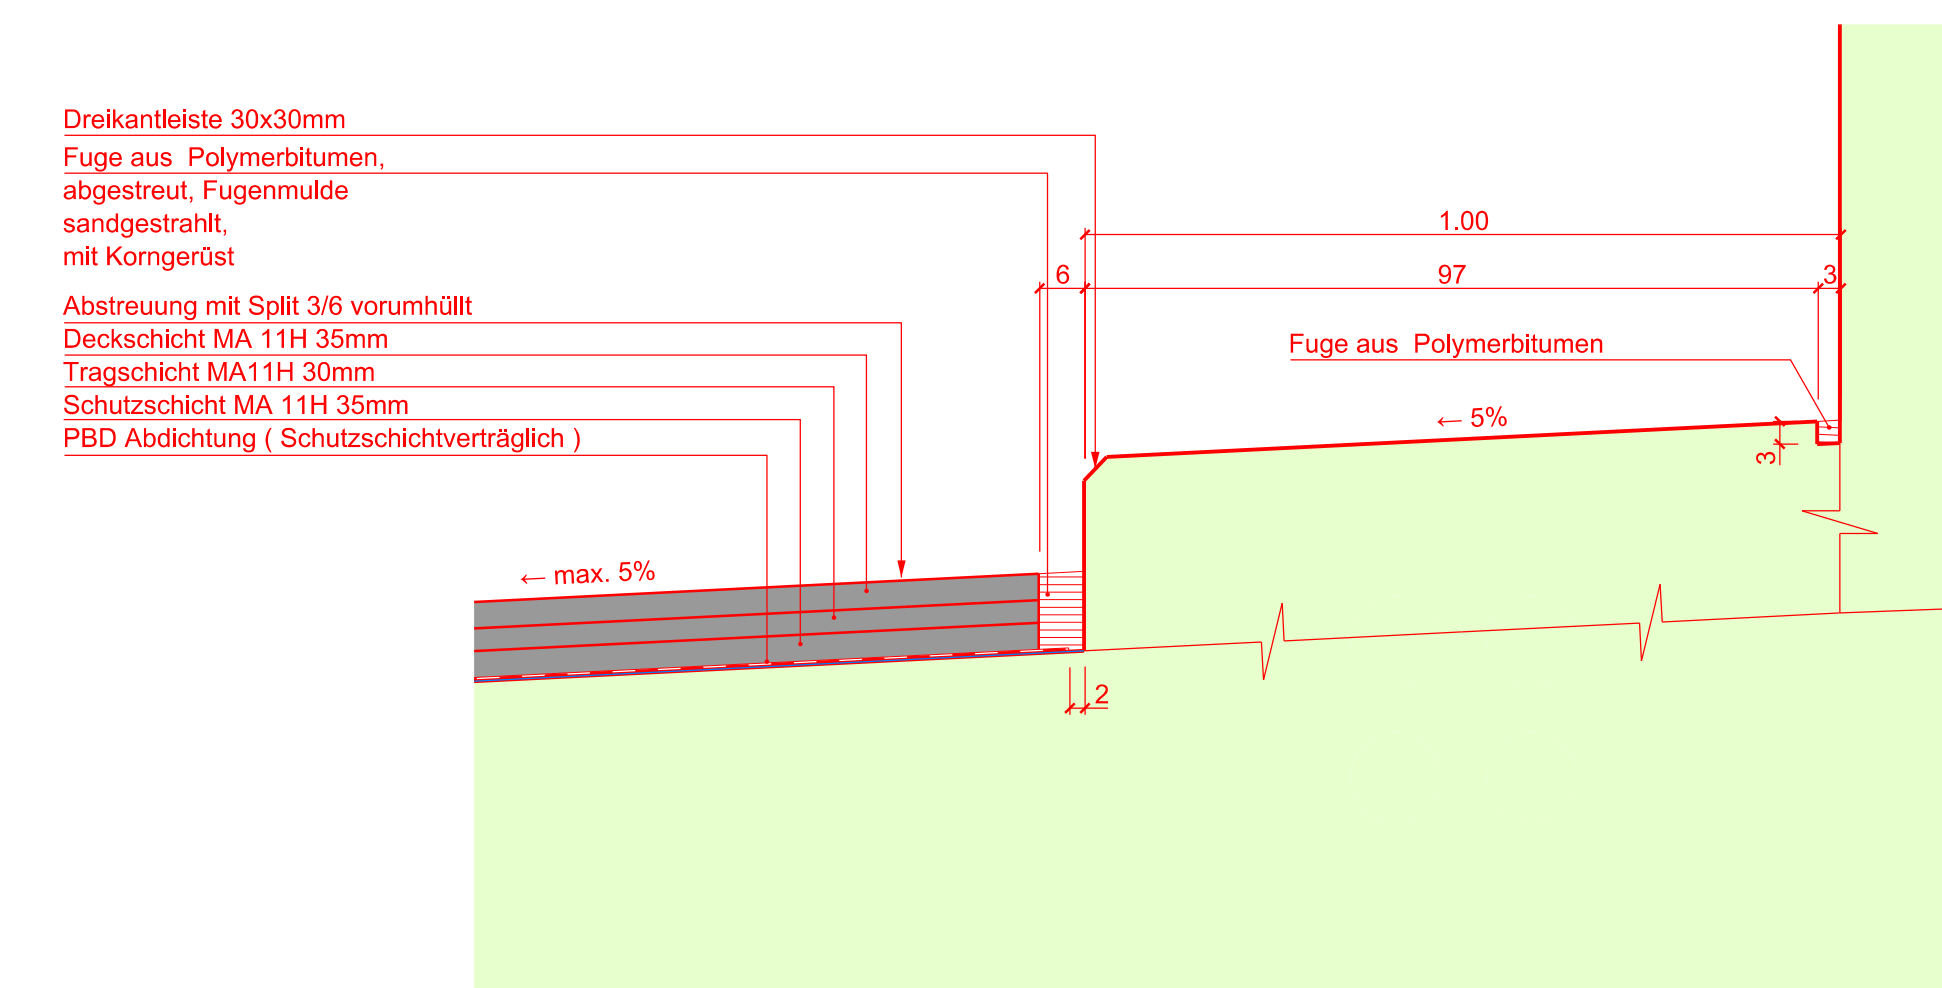 Dreikantleiste 30x30mm
Fuge aus  Polymerbitumen,
abgestreut, Fugenmulde
sandgestrahlt,
mit Korngerüst
Abstreuung mit Split 3/6 vorumhüllt
Deckschicht MA 11H 35mm
Tragschicht MA11H 30mm
Schutzschicht MA 11H 35mm
PBD Abdichtung ( Schutzschichtverträglich )
1.00
6
97
3
Fuge aus  Polymerbitumen
← 5%
3
← max. 5%
2